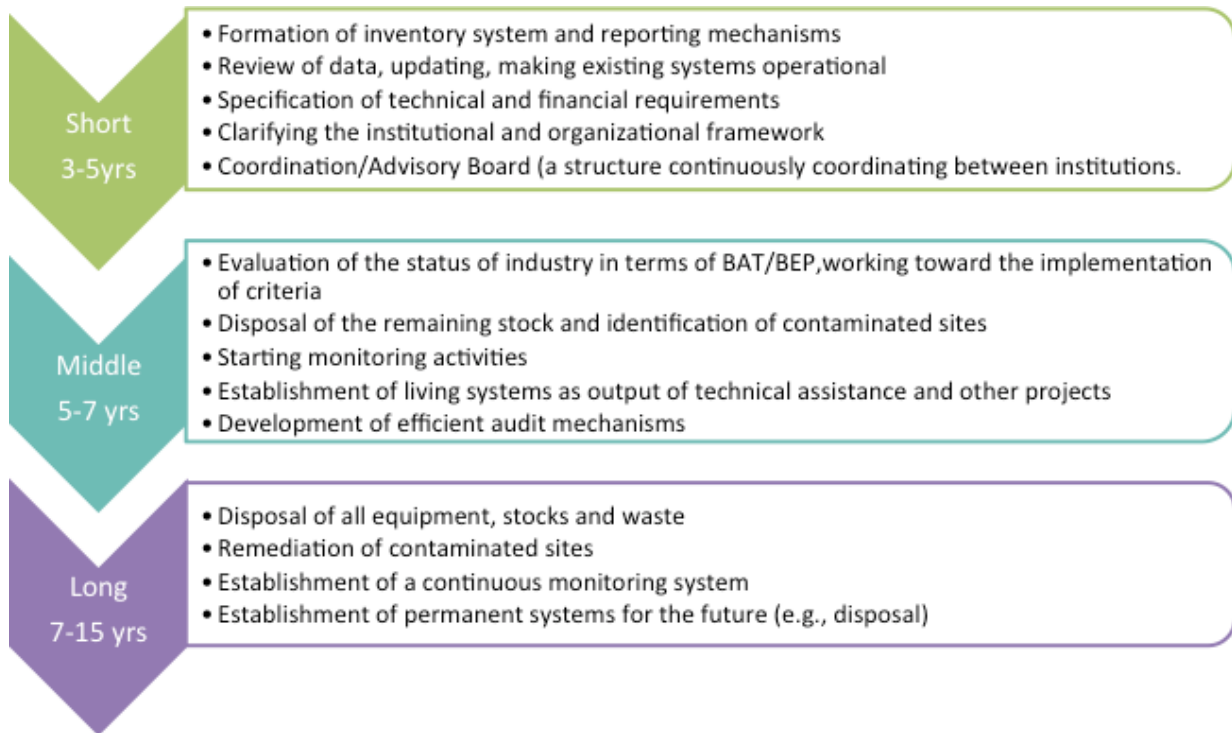 Short
3-5yrs
• Formation of inventory system and reporting mechanisms
• Review of data, updating, making existing systems operational
• Specification of technical and financial requirements
• Clarifying the institutional and organizational framework
• Coordination/Advisory Board (a structure continuously coordinating between institutions.
Middle
5-7 yrs
• Evaluation of the status of industry in terms of BAT/BEP,working toward the implementation
of criteria
• Disposal of the remaining stock and identification of contaminated sites
• Starting monitoring activities
• Establishment of living systems as output of technical assistance and other projects
• Development of efficient audit mechanisms
Long
7-15 yrs
• Disposal of all equipment, stocks and waste
• Remediation of contaminated sites
• Establishment of a continuous monitoring system
• Establishment of permanent systems for the future (e.g., disposal)